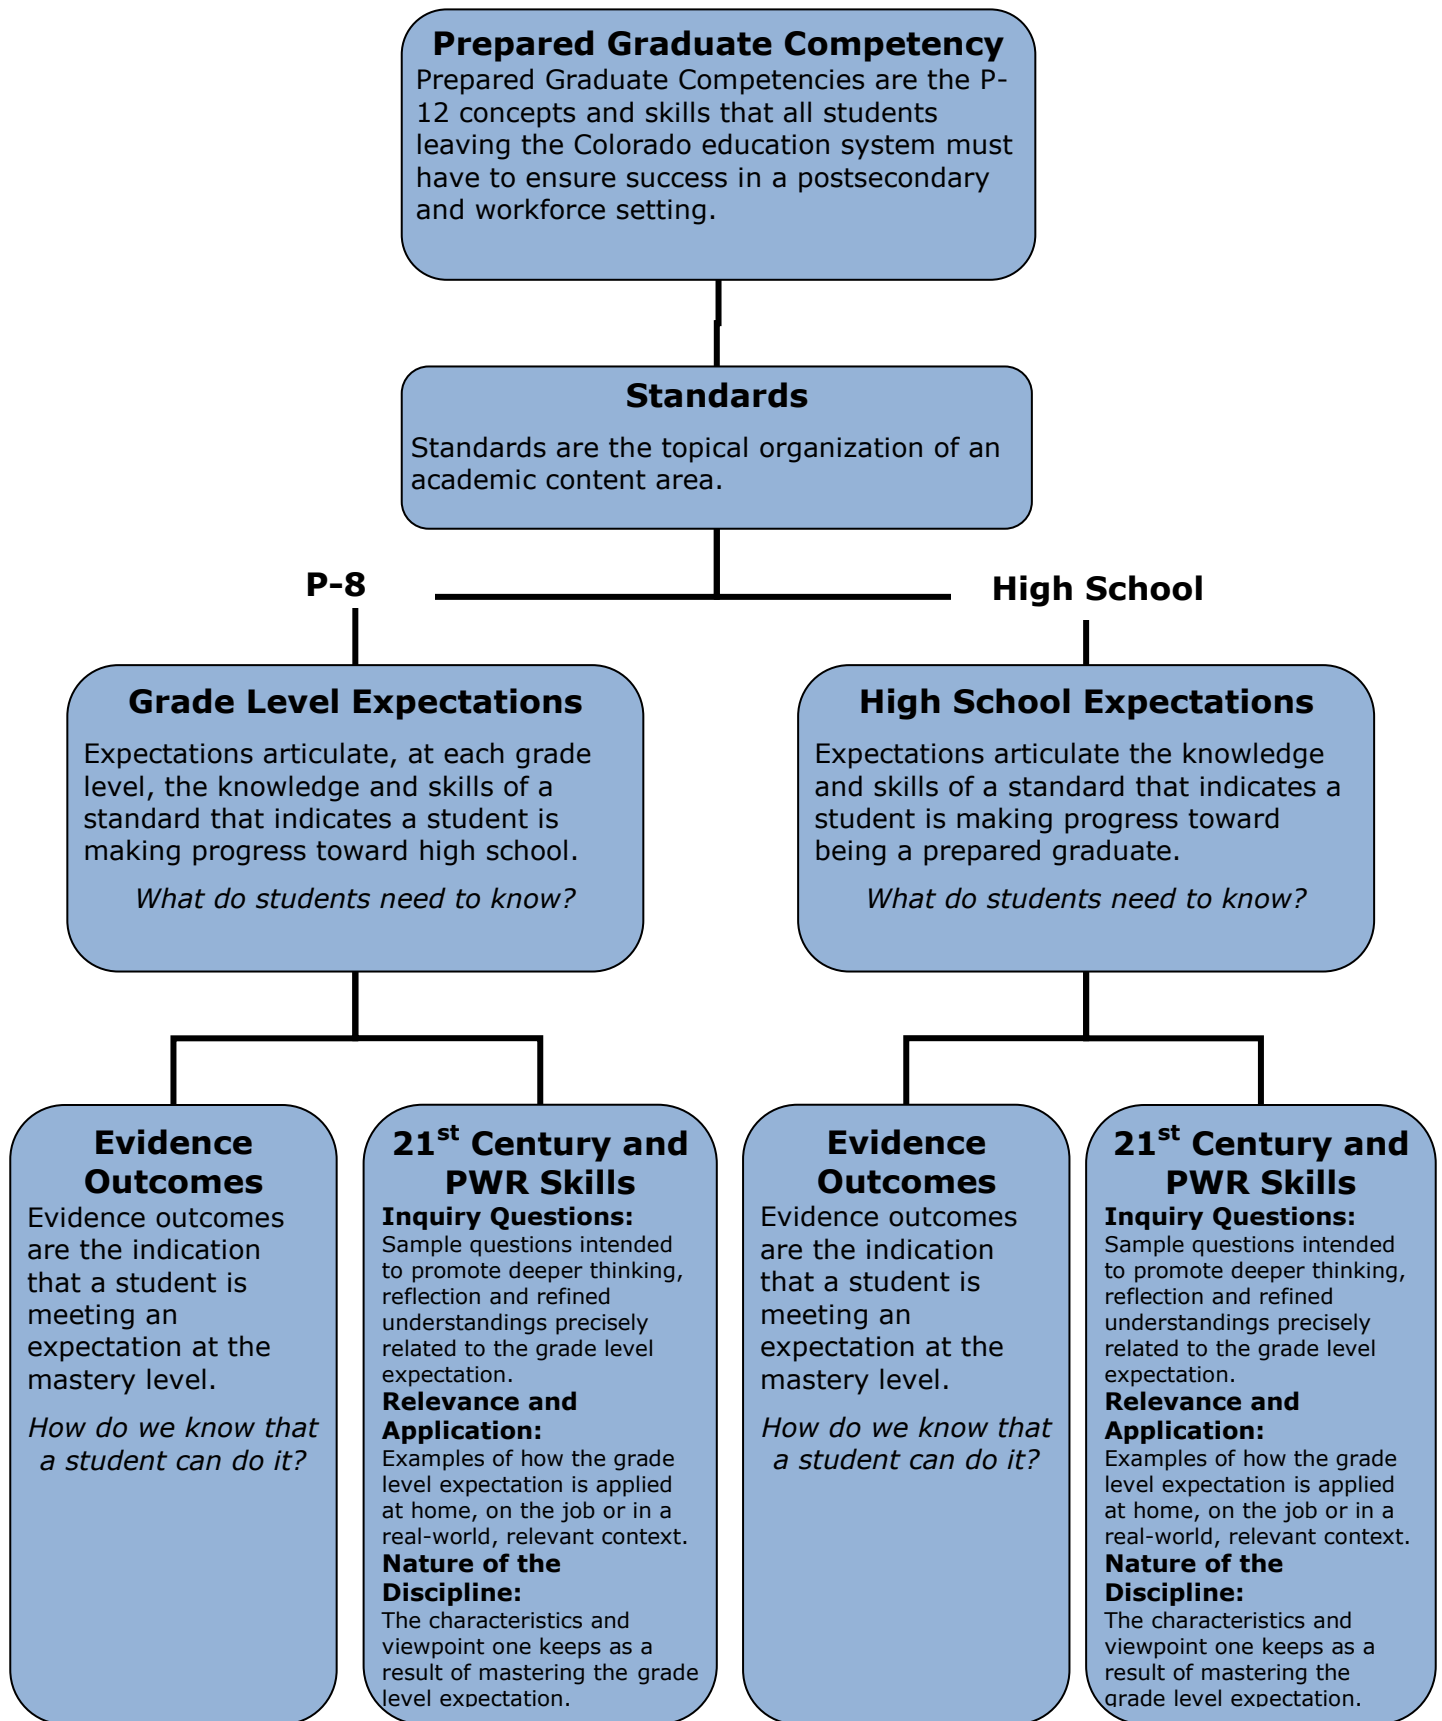 Prepared Graduate Competency
Prepared Graduate Competencies are the P-
12 concepts and skills that all students
leaving the Colorado education system must
have to ensure success in a postsecondary
and workforce setting.
Standards
Standards are the topical organization of an
academic content area.
P-8
High School
Grade Level Expectations
Expectations articulate, at each grade
level, the knowledge and skills of a
standard that indicates a student is
making progress toward high school.
What do students need to know?
High School Expectations
Expectations articulate the knowledge
and skills of a standard that indicates a
student is making progress toward
being a prepared graduate.
What do students need to know?
Evidence
Outcomes
Evidence outcomes
are the indication
that a student is
meeting an
expectation at the
mastery level.
How do we know that
a student can do it?
21st Century and
PWR Skills
Inquiry Questions:
Sample questions intended
to promote deeper thinking,
reflection and refined
understandings precisely
related to the grade level
expectation.
Relevance and
Application:
Examples of how the grade
level expectation is applied
at home, on the job or in a
real-world, relevant context.
Nature of the
Discipline:
The characteristics and
viewpoint one keeps as a
result of mastering the grade
level expectation.
Evidence
Outcomes
Evidence outcomes
are the indication
that a student is
meeting an
expectation at the
mastery level.
How do we know that
a student can do it?
21st Century and
PWR Skills
Inquiry Questions:
Sample questions intended
to promote deeper thinking,
reflection and refined
understandings precisely
related to the grade level
expectation.
Relevance and
Application:
Examples of how the grade
level expectation is applied
at home, on the job or in a
real-world, relevant context.
Nature of the
Discipline:
The characteristics and
viewpoint one keeps as a
result of mastering the
grade level expectation.